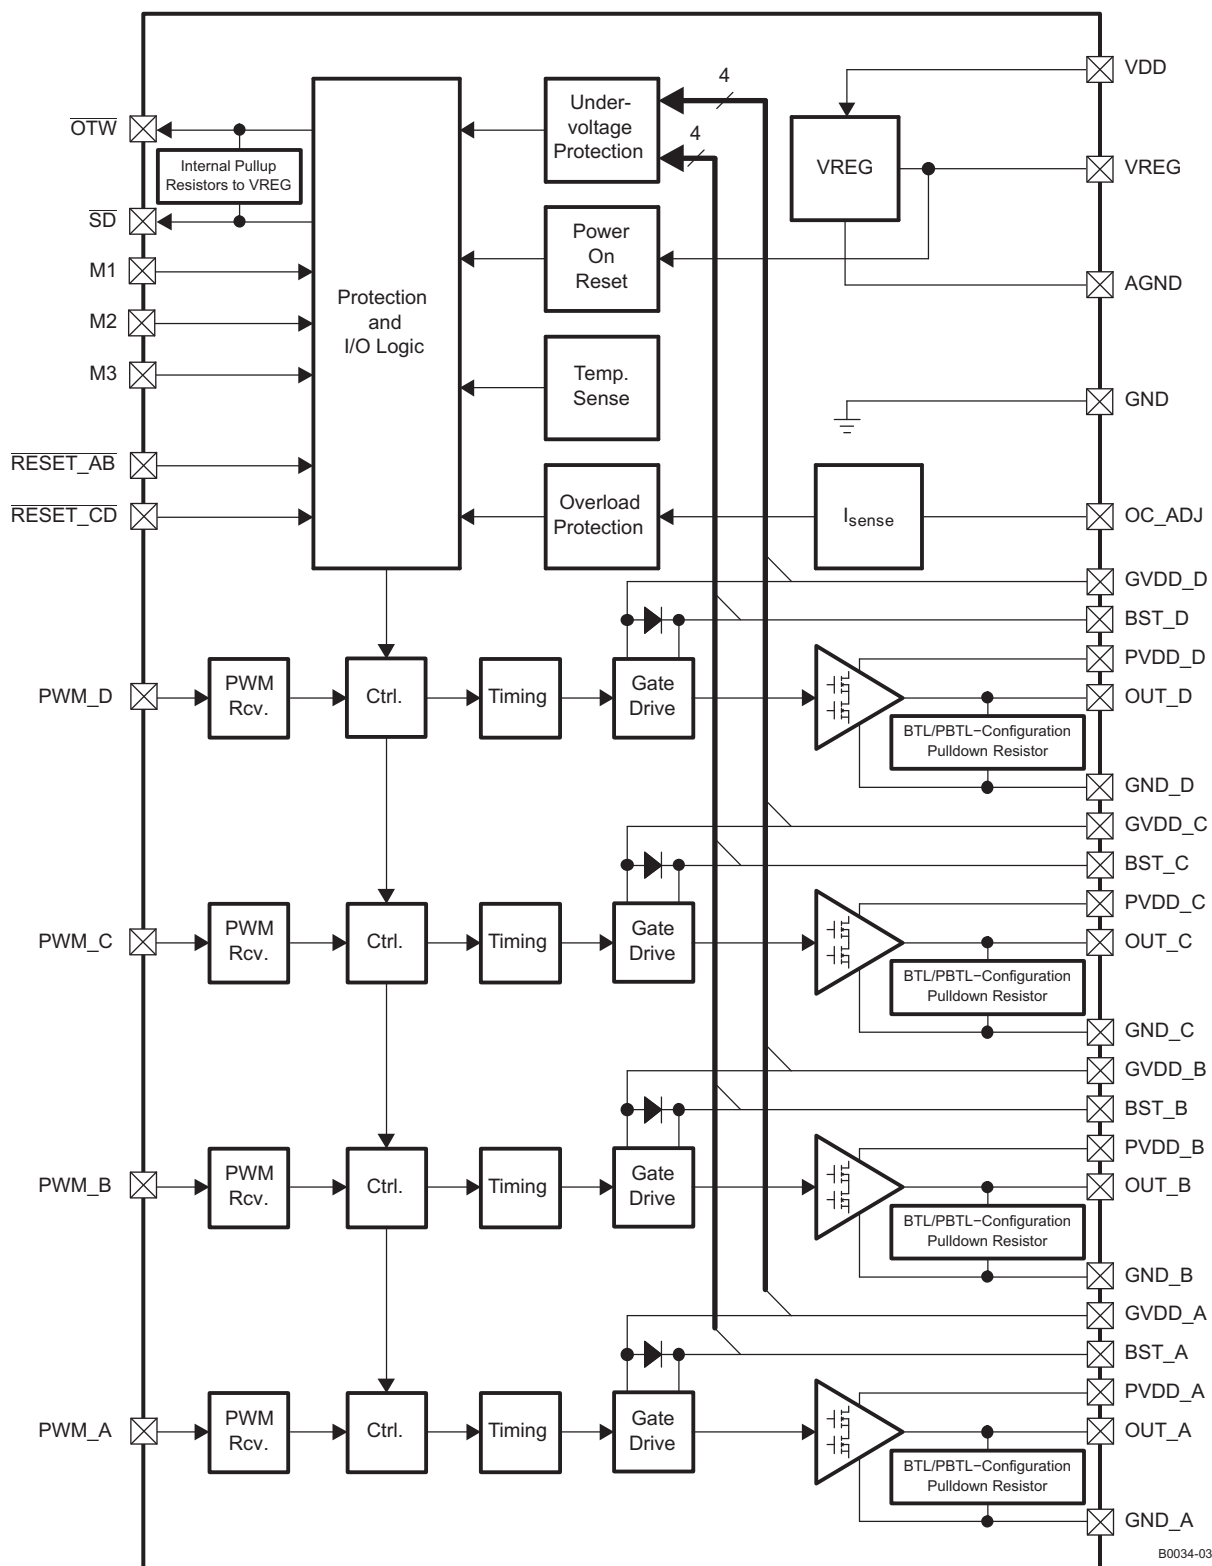 4
VDD
Under-
voltage
Protection
OTW
4
Internal Pullup
Resistors to VREG
VREG
VREG
SD
Power
On
Reset
M1
AGND
Protection
and
I/O Logic
M2
M3
Temp.
Sense
GND
RESET_AB
RESET_CD
Overload
Protection
Isense
OC_ADJ
GVDD_D
BST_D
PVDD_D
PWM_D
PWM
Rcv.
Ctrl.
Timing
Gate
Drive
OUT_D
BTL/PBTL−Configuration
Pulldown Resistor
GND_D
GVDD_C
BST_C
PVDD_C
PWM_C
PWM
Rcv.
Ctrl.
Timing
Gate
Drive
OUT_C
BTL/PBTL−Configuration
Pulldown Resistor
GND_C
GVDD_B
BST_B
PVDD_B
PWM_B
PWM
Rcv.
Ctrl.
Timing
Gate
Drive
OUT_B
BTL/PBTL−Configuration
Pulldown Resistor
GND_B
GVDD_A
BST_A
PVDD_A
PWM_A
PWM
Rcv.
Ctrl.
Timing
Gate
Drive
OUT_A
BTL/PBTL−Configuration
Pulldown Resistor
GND_A
B0034-03